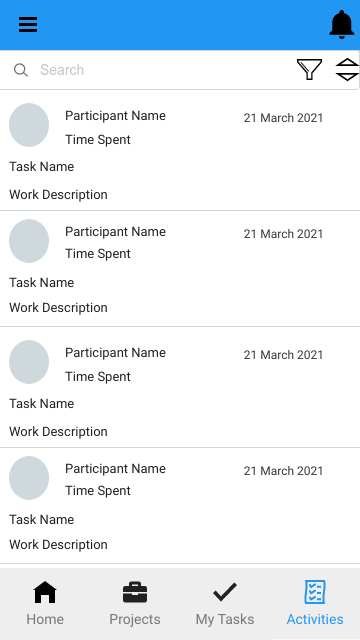 Search
Participant Name
21 March 2021
Time Spent
Task Name
Work Description
Participant Name
21 March 2021
Time Spent
Task Name
Work Description
Participant Name
21 March 2021
Time Spent
Task Name
Work Description
Participant Name
21 March 2021
Time Spent
Task Name
Work Description
Home
Projects
My Tasks
Activities